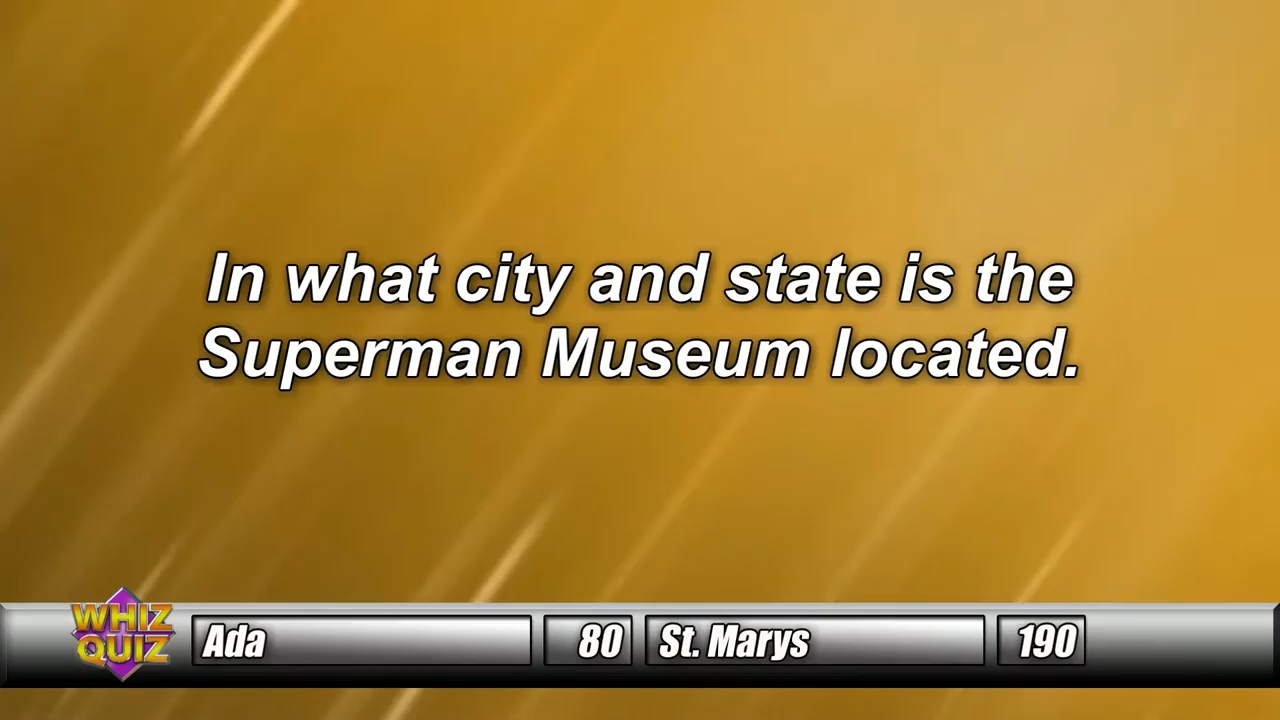 In what city and state is the
Superman Museum located.
WHIZ
QUIZ
Ada
80
St. Marys
190